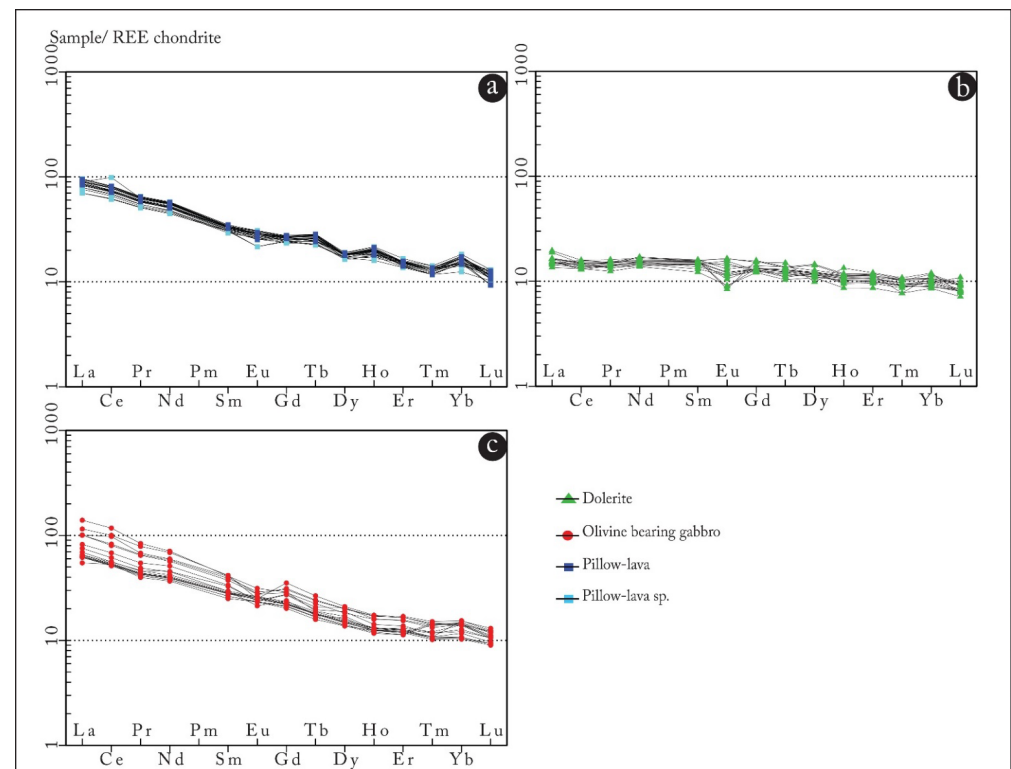 Sample/ REE chondrite
1000
100
10
1
a
La Pr Pm Eu Tb Ho Tm Lu
Ce Nd Sm Gd Dy Er Yb
1000
100
10
1
b
La Pr Pm Eu Tb Ho Tm Lu
Ce Nd Sm Gd Dy Er Yb
1000
100
10
1
c
La Pr Pm Eu Tb Ho Tm Lu
Ce Nd Sm Gd Dy Er Yb
Dolerite
Olivine bearing gabbro
Pillow-lava
Pillow-lava sp.